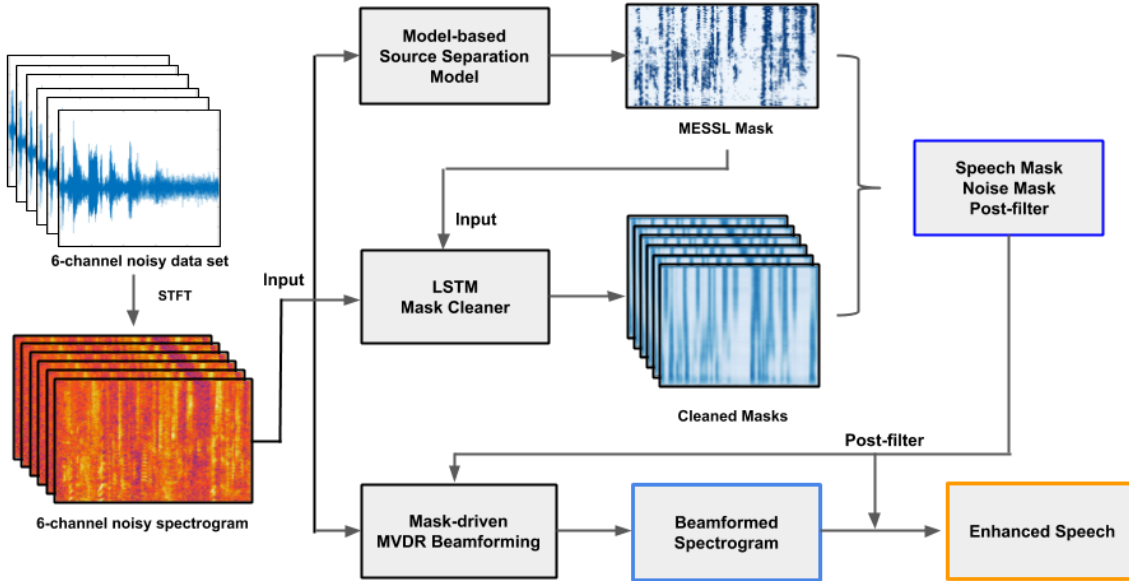 Model-based
Source Separation
Model
MESSL Mask
6-channel noisy data set
STFT
Input
Input
LSTM
Mask Cleaner
Speech Mask
Noise Mask
Post-filter
Cleaned Masks
6-channel noisy spectrogram
Post-filter
Mask-driven
MVDR Beamforming
Beamformed
Spectrogram
Enhanced Speech